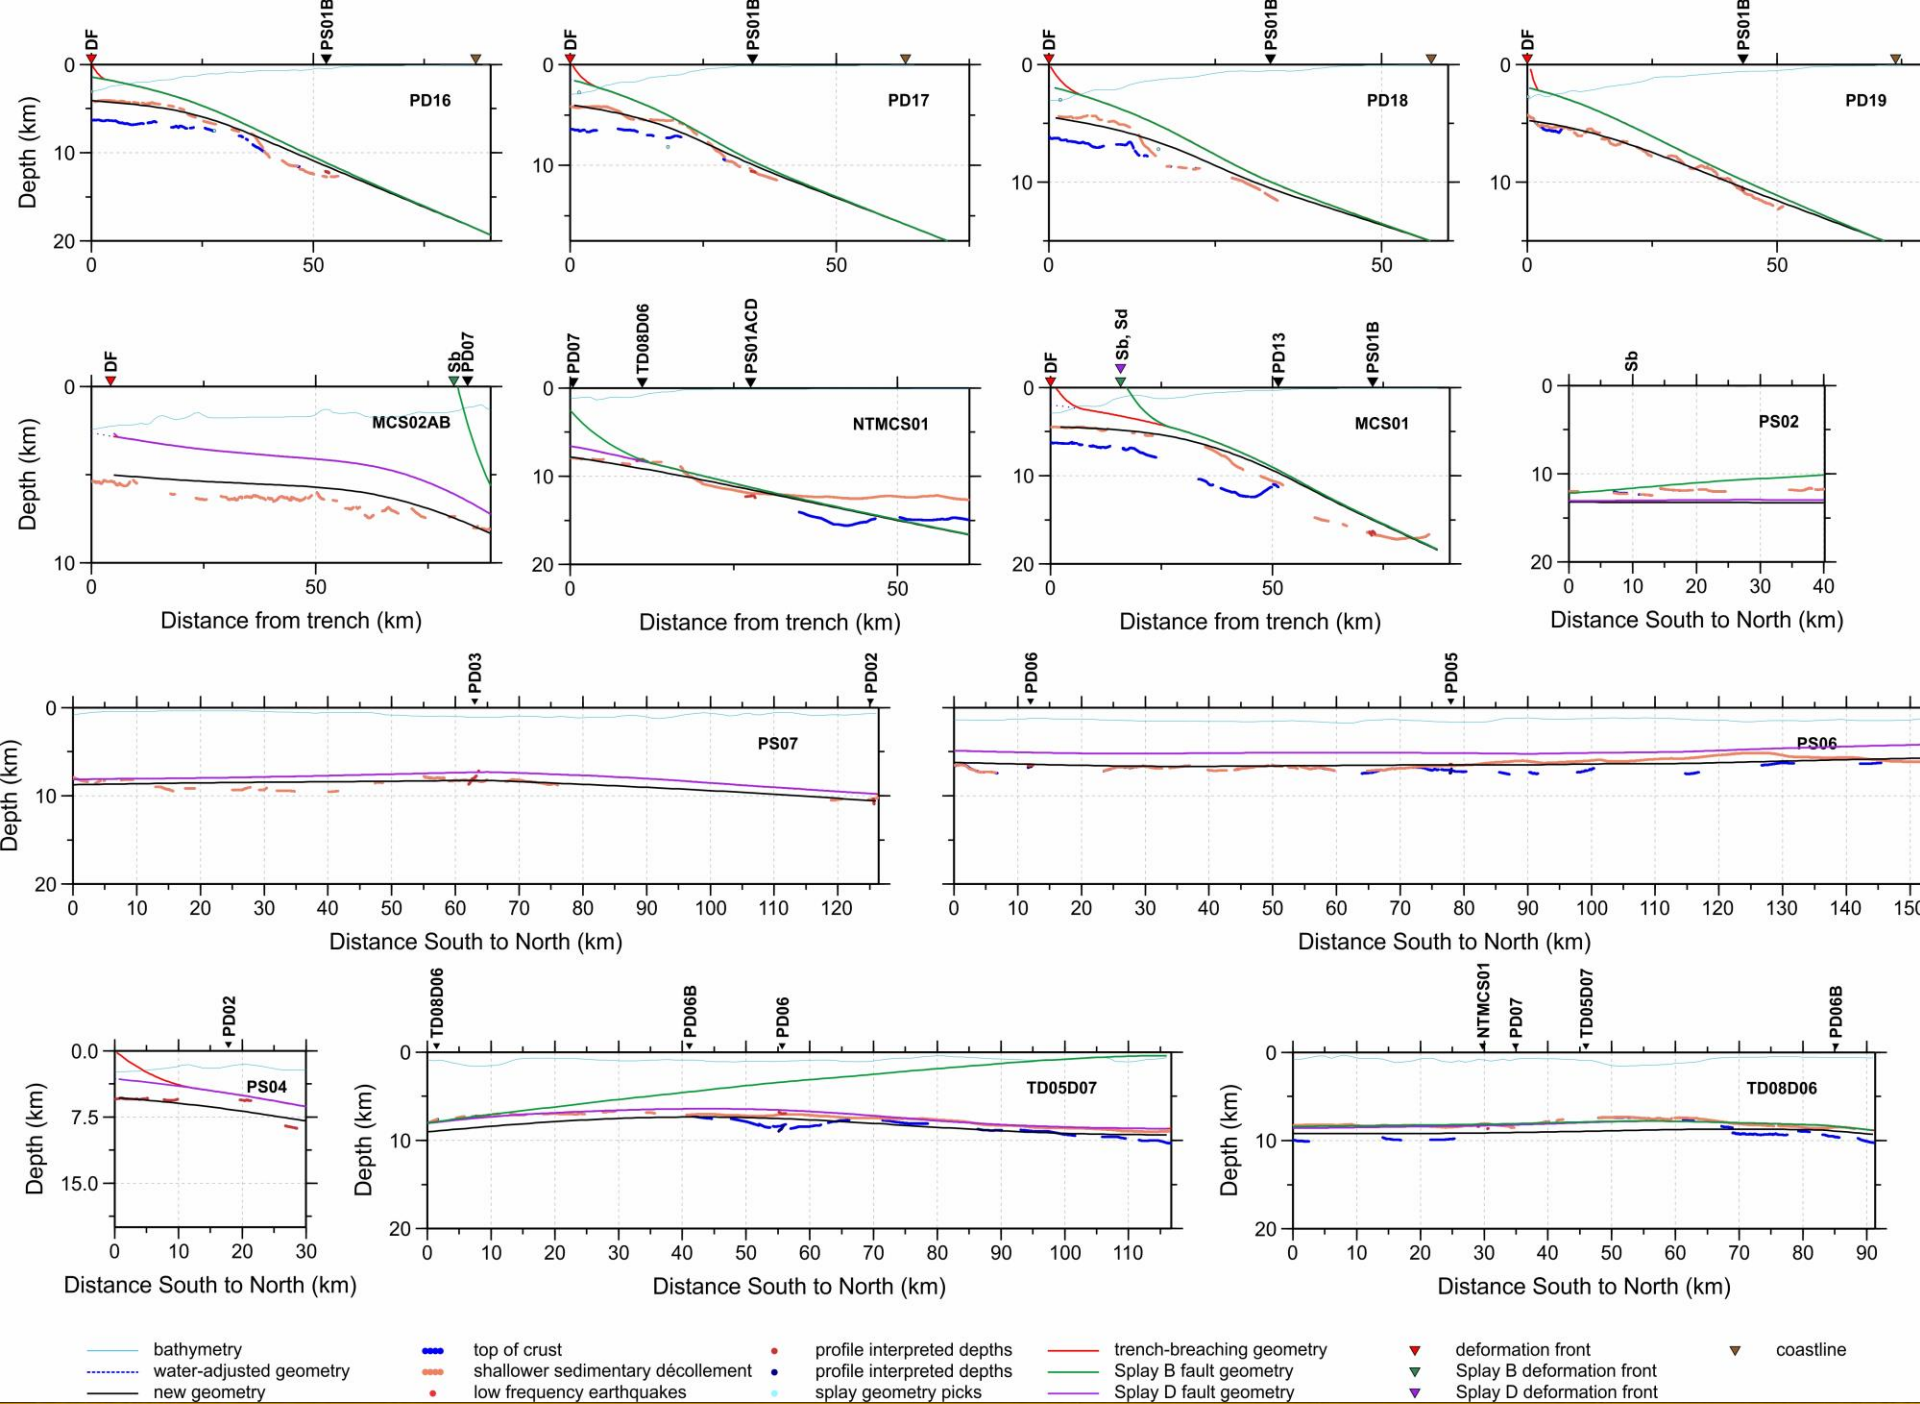 DF PS01B DF PS01B DF PS01B DF PS01B
Depth (km) 0 10 20 PD16 0 50
0 10 PD17 0 50
0 10 PD18 0 50
0 10 PD19 0 50
DF Sb PD07
Depth (km) 0 10 MCS02AB 0 50
Distance from trench (km)
PD07 TD08D06 PS01ACD
0 10 20 NTMCS01 0 50
Distance from trench (km)
DF Sb, Sd PD13 PS01B
0 10 20 MCS01 0 50
Distance from trench (km)
Sb
0 10 20 PS02 0 10 20 30 40
Distance South to North (km)
PD03 PD02
Depth (km) 0 10 20 PS07
0 10 20 30 40 50 60 70 80 90 100 110 120
Distance South to North (km)
PD06 PD05
PS06
0 10 20 30 40 50 60 70 80 90 100 110 120 130 140 150
Distance South to North (km)
PD02
Depth (km) 0.0 7.5 15.0 PS04
0 10 20 30
Distance South to North (km)
TD08D06 PD06B PD06
Depth (km) 0 10 20 TD05D07
0 10 20 30 40 50 60 70 80 90 100 110
Distance South to North (km)
NTMCS01 PD07 TD05D07 PD06B
Depth (km) 0 10 20 TD08D06
0 10 20 30 40 50 60 70 80 90
Distance South to North (km)
bathymetry
water-adjusted geometry
new geometry
top of crust
shallower sedimentary décollement
low frequency earthquakes
profile interpreted depths
profile interpreted depths
splay geometry picks
trench-breaching geometry
Splay B fault geometry
Splay D fault geometry
deformation front
Splay B deformation front
Splay D deformation front
coastline